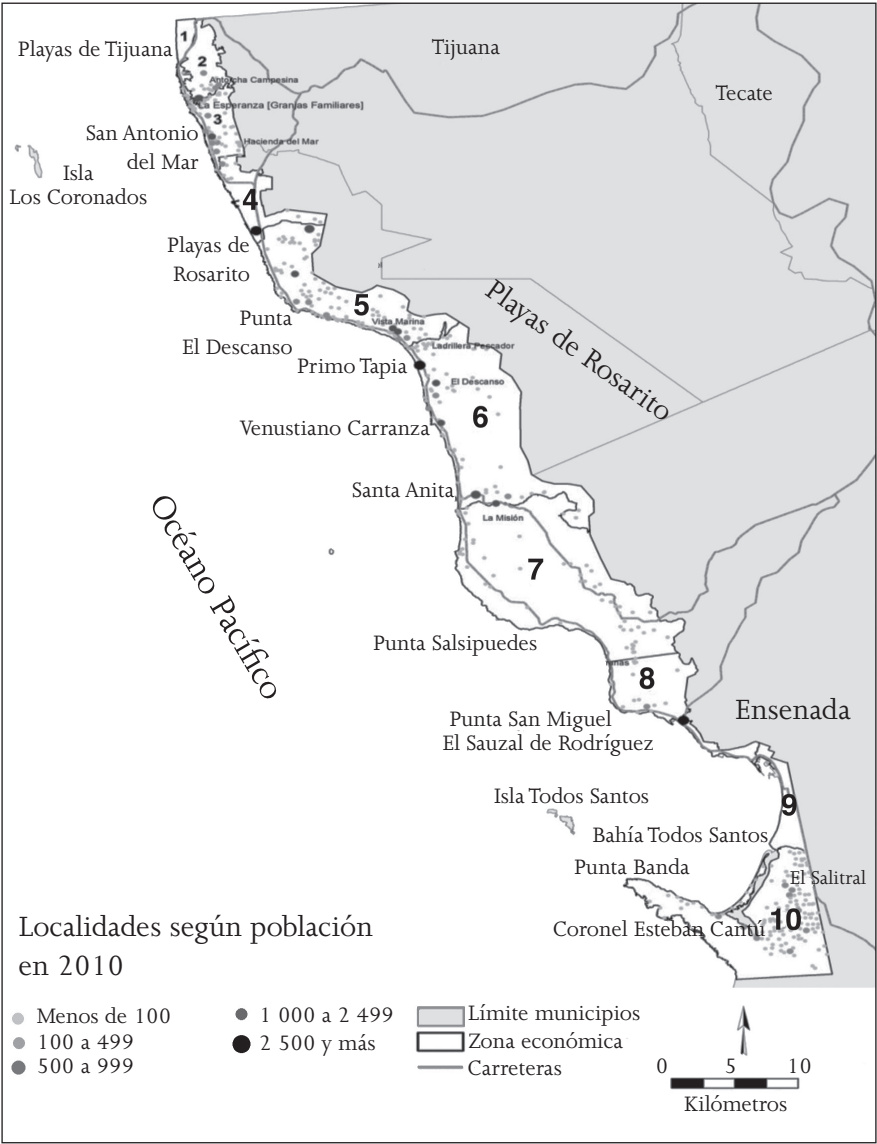 1
Playas de Tijuana
Tijuana
2
Antorcha Campesina
Tecate
La Esperanza [Granjas Familiares]
3
San Antonio
del Mar
Hacienda del Mar
Isla
Los Coronados
4
Playas de
Rosarito
5
Playas de Rosarito
Punta
El Descanso
Vista Marina
Ladrillera Pescador
Primo Tapia
El Descanso
6
Venustiano Carranza
Santa Anita
La Misión
Océano Pacífico
7
Punta Salsipuedes
8
Punta San Miguel
El Sauzal de Rodríguez
Ensenada
Isla Todos Santos
9
Bahía Todos Santos
Punta Banda
El Salitral
10
Coronel Esteban Cantú
Localidades según población
en 2010
Menos de 100
100 a 499
500 a 999
1 000 a 2 499
2 500 y más
Límite municipios
Zona económica
Carreteras
0 5 10
Kilómetros